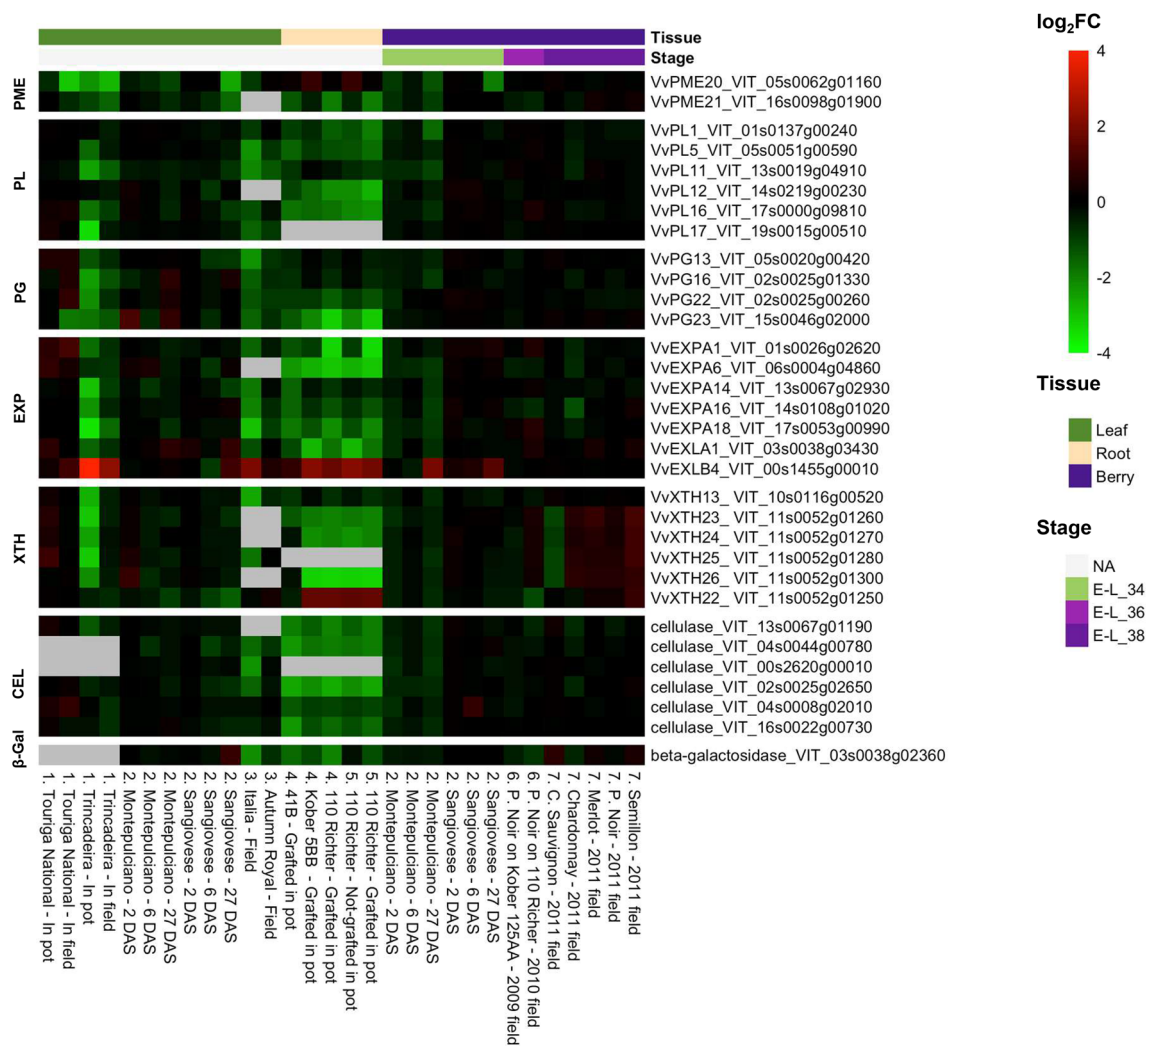 log2FC
4
2
0
-2
-4
Tissue
Leaf
Root
Berry
Stage
NA
E-L_34
E-L_36
E-L_38
Tissue
Stage
PME
VvPME20_VIT_05s0062g01160
VvPME21_VIT_16s0098g01900
PL
VvPL1_VIT_01s0137g00240
VvPL5_VIT_05s0051g00590
VvPL11_VIT_13s0019g04910
VvPL12_VIT_14s0219g00230
VvPL16_VIT_17s0000g09810
VvPL17_VIT_19s0015g00510
PG
VvPG13_VIT_05s0020g00420
VvPG16_VIT_02s0025g01330
VvPG22_VIT_02s0025g00260
VvPG23_VIT_15s0046g02000
EXP
VvEXPA1_VIT_01s0026g02620
VvEXPA6_VIT_06s0004g04860
VvEXPA14_VIT_13s0067g02930
VvEXPA16_VIT_14s0108g01020
VvEXPA18_VIT_17s0053g00990
VvEXLA1_VIT_03s0038g03430
VvEXLB4_VIT_00s1455g00010
XTH
VvXTH13_ VIT_10s0116g00520
VvXTH23_ VIT_11s0052g01260
VvXTH24_ VIT_11s0052g01270
VvXTH25_ VIT_11s0052g01280
VvXTH26_ VIT_11s0052g01300
VvXTH22_ VIT_11s0052g01250
CEL
cellulase_VIT_13s0067g01190
cellulase_VIT_04s0044g00780
cellulase_VIT_00s2620g00010
cellulase_VIT_02s0025g02650
cellulase_VIT_04s0008g02010
cellulase_VIT_16s0022g00730
β-Gal
beta-galactosidase_VIT_03s0038g02360
1. Touriga National - In pot
1. Touriga National - In field
1. Trincadeira - In pot
1. Trincadeira - In field
2. Montepulciano - 2 DAS
2. Montepulciano - 6 DAS
2. Montepulciano - 27 DAS
2. Sangiovese - 2 DAS
2. Sangiovese - 6 DAS
2. Sangiovese - 27 DAS
3. Italia - Field
3. Autumn Royal - Field
4. 41B - Grafted in pot
4. Kober 5BB - Grafted in pot
4. 110 Richter - Grafted in pot
5. 110 Richter - Not-grafted in pot
5. 110 Richter - Grafted in pot
2. Montepulciano - 2 DAS
2. Montepulciano - 6 DAS
2. Montepulciano - 27 DAS
2. Sangiovese - 2 DAS
2. Sangiovese - 6 DAS
2. Sangiovese - 27 DAS
6. P. Noir on Kober 125AA - 2009 field
6. P. Noir on 110 Richer - 2010 field
7. C. Sauvignon - 2011 field
7. Chardonnay - 2011 field
7. Merlot - 2011 field
7. P. Noir - 2011 field
7. Semillon - 2011 field